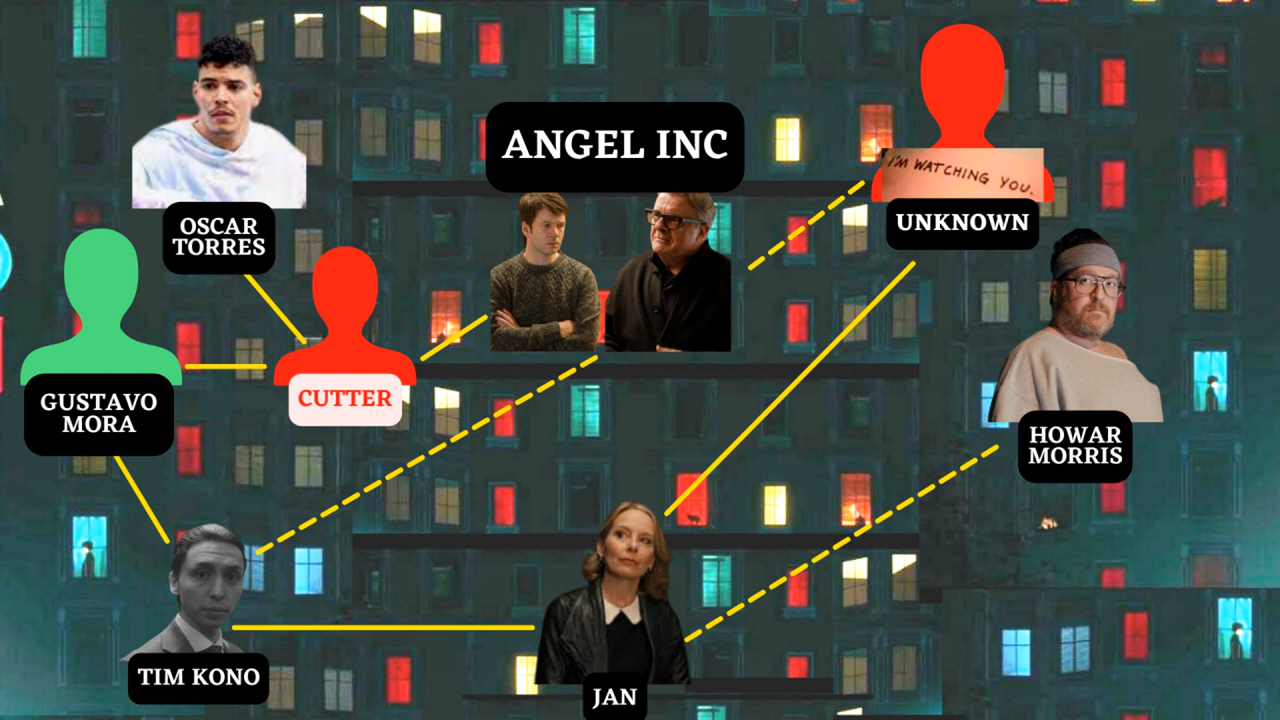 ANGEL INC
I'M WATCHING YOU.
UNKNOWN
OSCAR
TORRES
GUSTAVO
MORA
CUTTER
HOWAR
MORRIS
TIM KONO
JAN